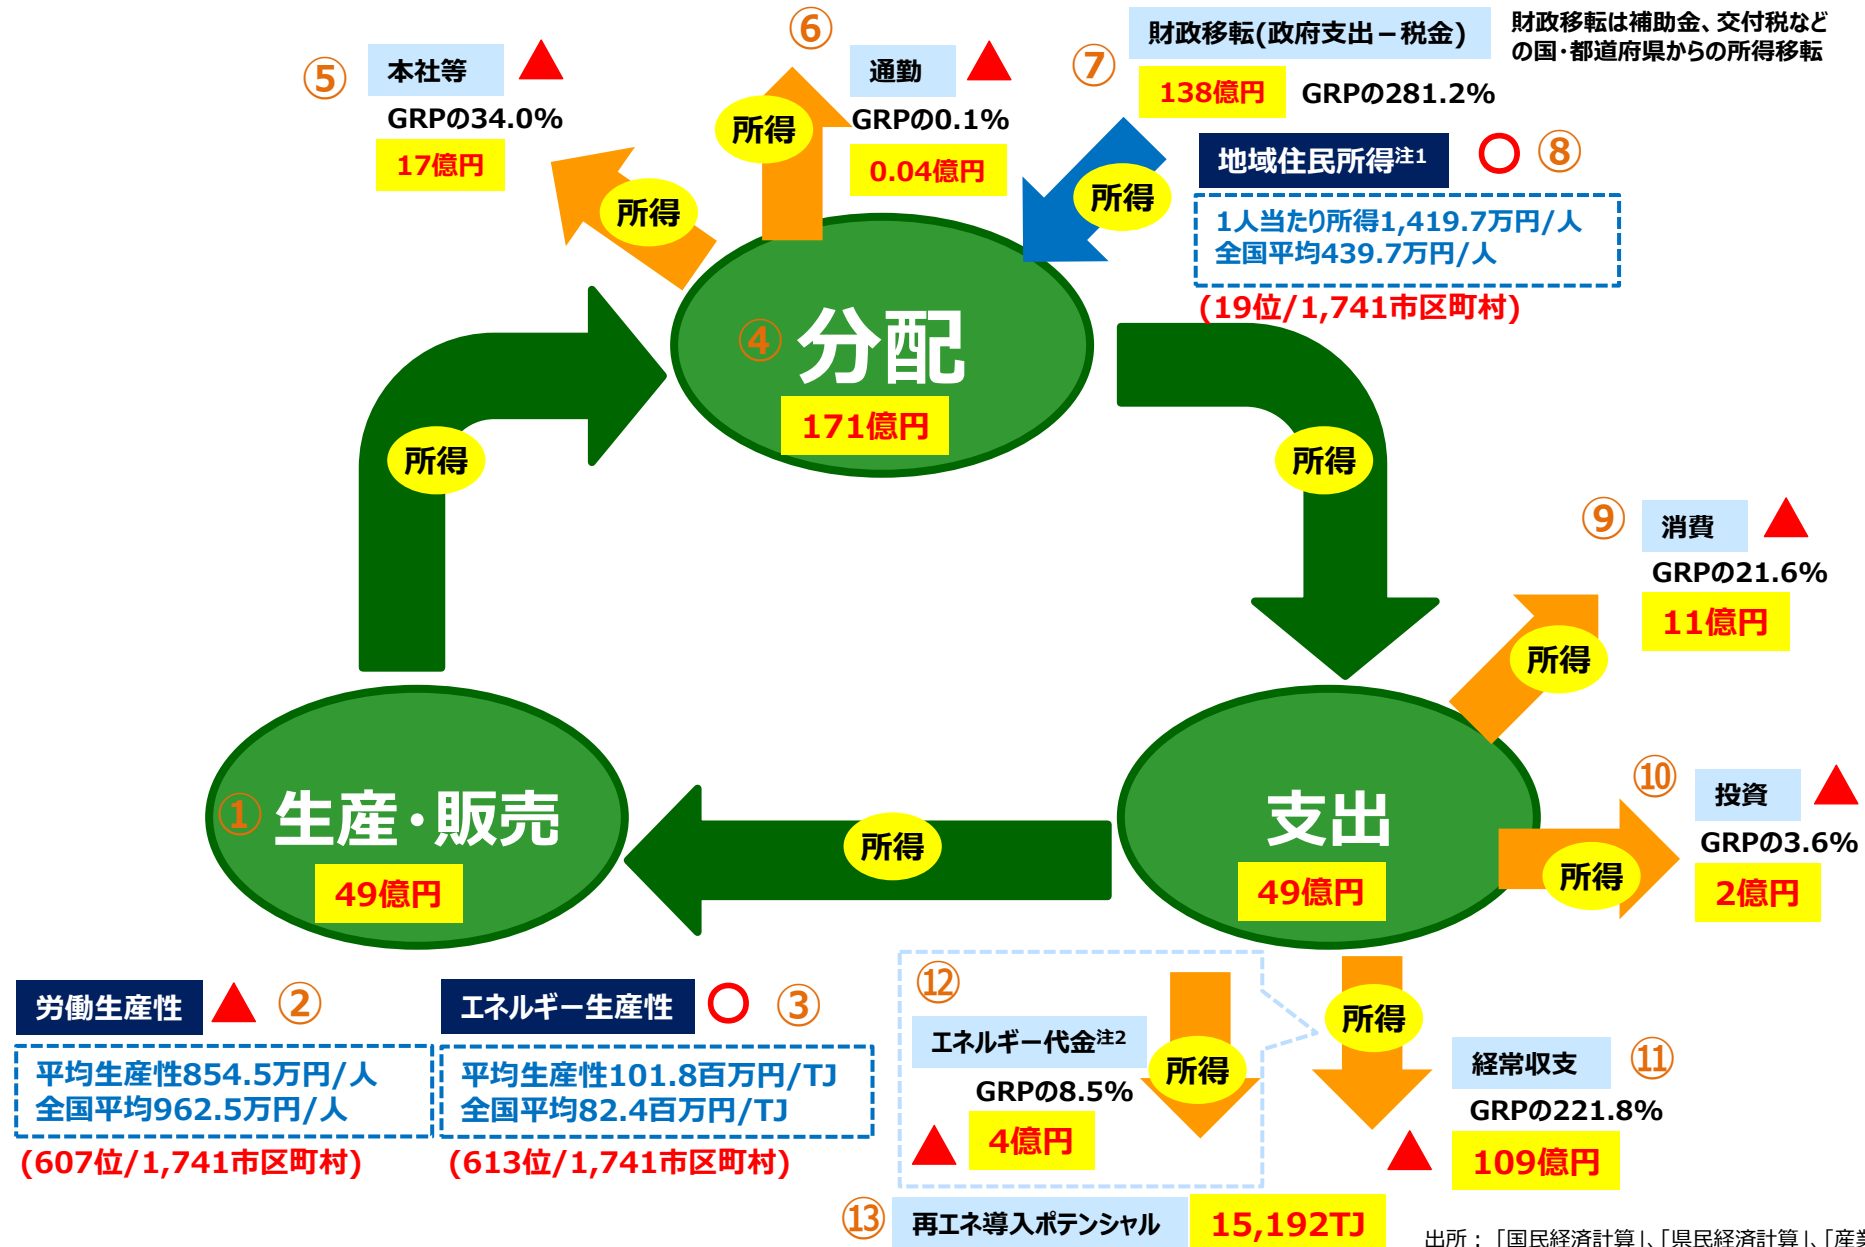 ⑤
本社等
GRPの34.0%
17億円
所得
⑥
通勤
GRPの0.1%
0.04億円
所得
⑦
財政移転(政府支出－税金)
138億円
GRPの281.2%
財政移転は補助金、交付税など
の国・都道府県からの所得移転
所得
地域住民所得注1
⑧
1人当たり所得1,419.7万円/人
全国平均439.7万円/人
(19位/1,741市区町村)
④
分配
171億円
所得
所得
⑨
消費
GRPの21.6%
11億円
所得
①
生産・販売
49億円
所得
支出
49億円
⑩
投資
GRPの3.6%
2億円
所得
労働生産性
②
平均生産性854.5万円/人
全国平均962.5万円/人
(607位/1,741市区町村)
エネルギー生産性
③
平均生産性101.8百万円/TJ
全国平均82.4百万円/TJ
(613位/1,741市区町村)
⑫
エネルギー代金注2
GRPの8.5%
4億円
所得
所得
経常収支
⑪
GRPの221.8%
109億円
⑬
再エネ導入ポテンシャル
15,192TJ
出所：「国民経済計算」、「県民経済計算」、「産業